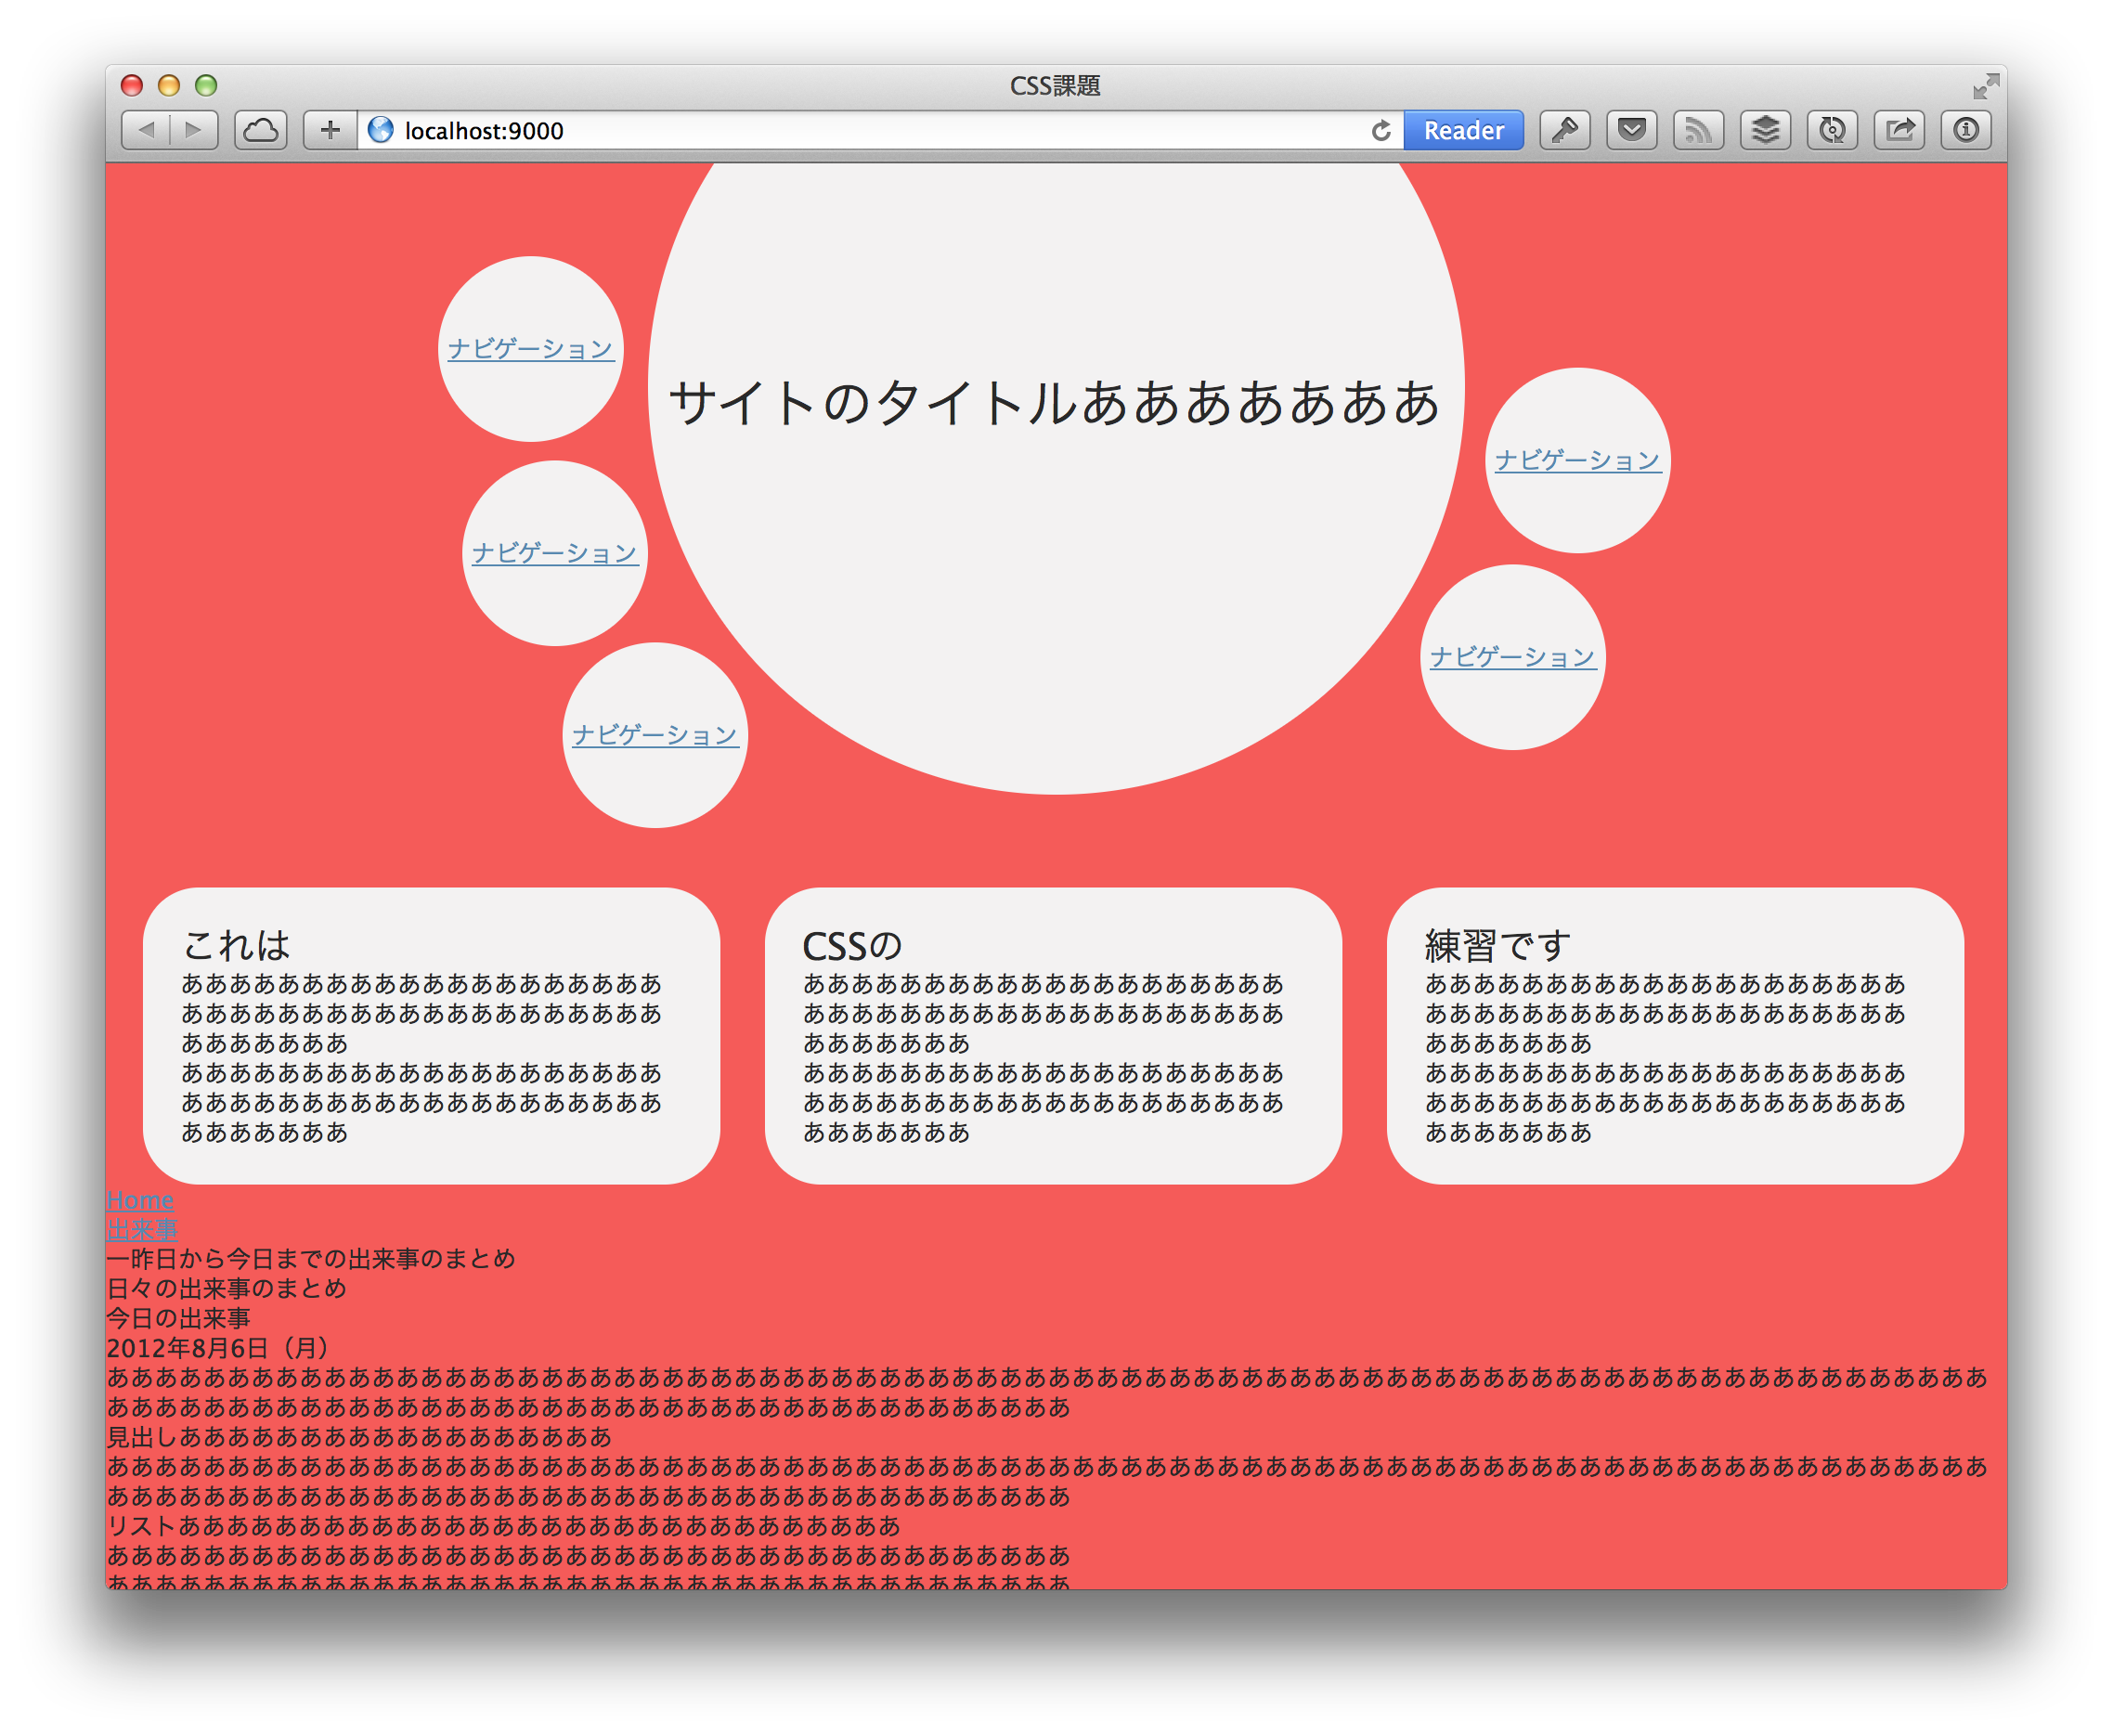 CSS課題
localhost:9000
Reader
ナビゲーション
サイトのタイトルあああああああ
ナビゲーション
ナビゲーション
ナビゲーション
ナビゲーション
これは
ああああああああああああああああああああ
ああああああああああああああああああああ
あああああああ
ああああああああああああああああああああ
ああああああああああああああああああああ
あああああああ
CSSの
ああああああああああああああああああああ
ああああああああああああああああああああ
あああああああ
ああああああああああああああああああああ
ああああああああああああああああああああ
あああああああ
練習です
ああああああああああああああああああああ
ああああああああああああああああああああ
あああああああ
ああああああああああああああああああああ
ああああああああああああああああああああ
あああああああ
Home
出来事
一昨日から今日までの出来事のまとめ
日々の出来事のまとめ
今日の出来事
2012年8月6日（月）
ああああああああああああああああああああああああああああああああああああああああああああああああああああああああああああああああああああああああああああああ
ああああああああああああああああああああああああああああああああああああああああ
見出しああああああああああああああああああ
ああああああああああああああああああああああああああああああああああああああああああああああああああああああああああああああああああああああああああああああ
ああああああああああああああああああああああああああああああああああああああああ
リストああああああああああああああああああああああああああああああ
ああああああああああああああああああああああああああああああああああああああああ
ああああああああああああああああああああああああああああああああああああああああ